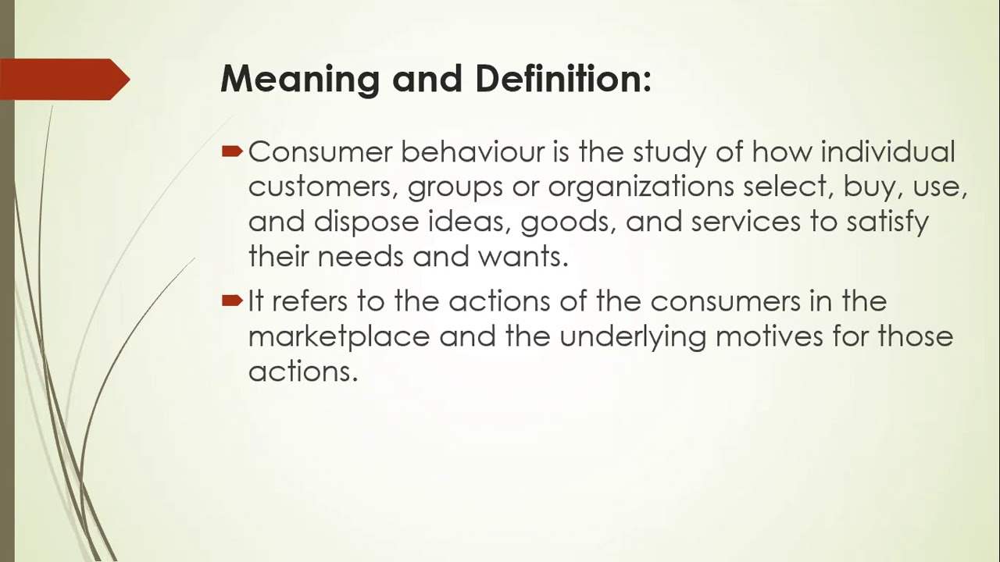 Meaning and Definition:
Consumer behaviour is the study of how individual
customers, groups or organizations select, buy, use,
and dispose ideas, goods, and services to satisfy
their needs and wants.
It refers to the actions of the consumers in the
marketplace and the underlying motives for those
actions.